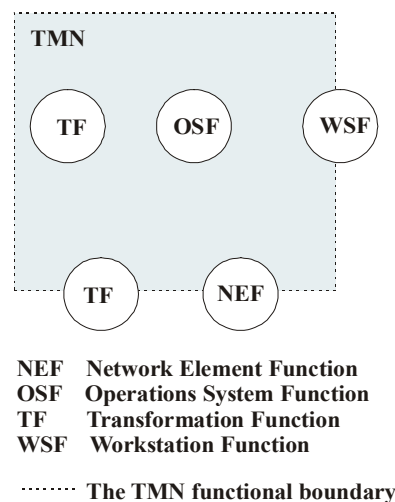 TMN
TF OSF WSF
TF NEF
NEF Network Element Function
OSF Operations System Function
TF Transformation Function
WSF Workstation Function
The TMN functional boundary